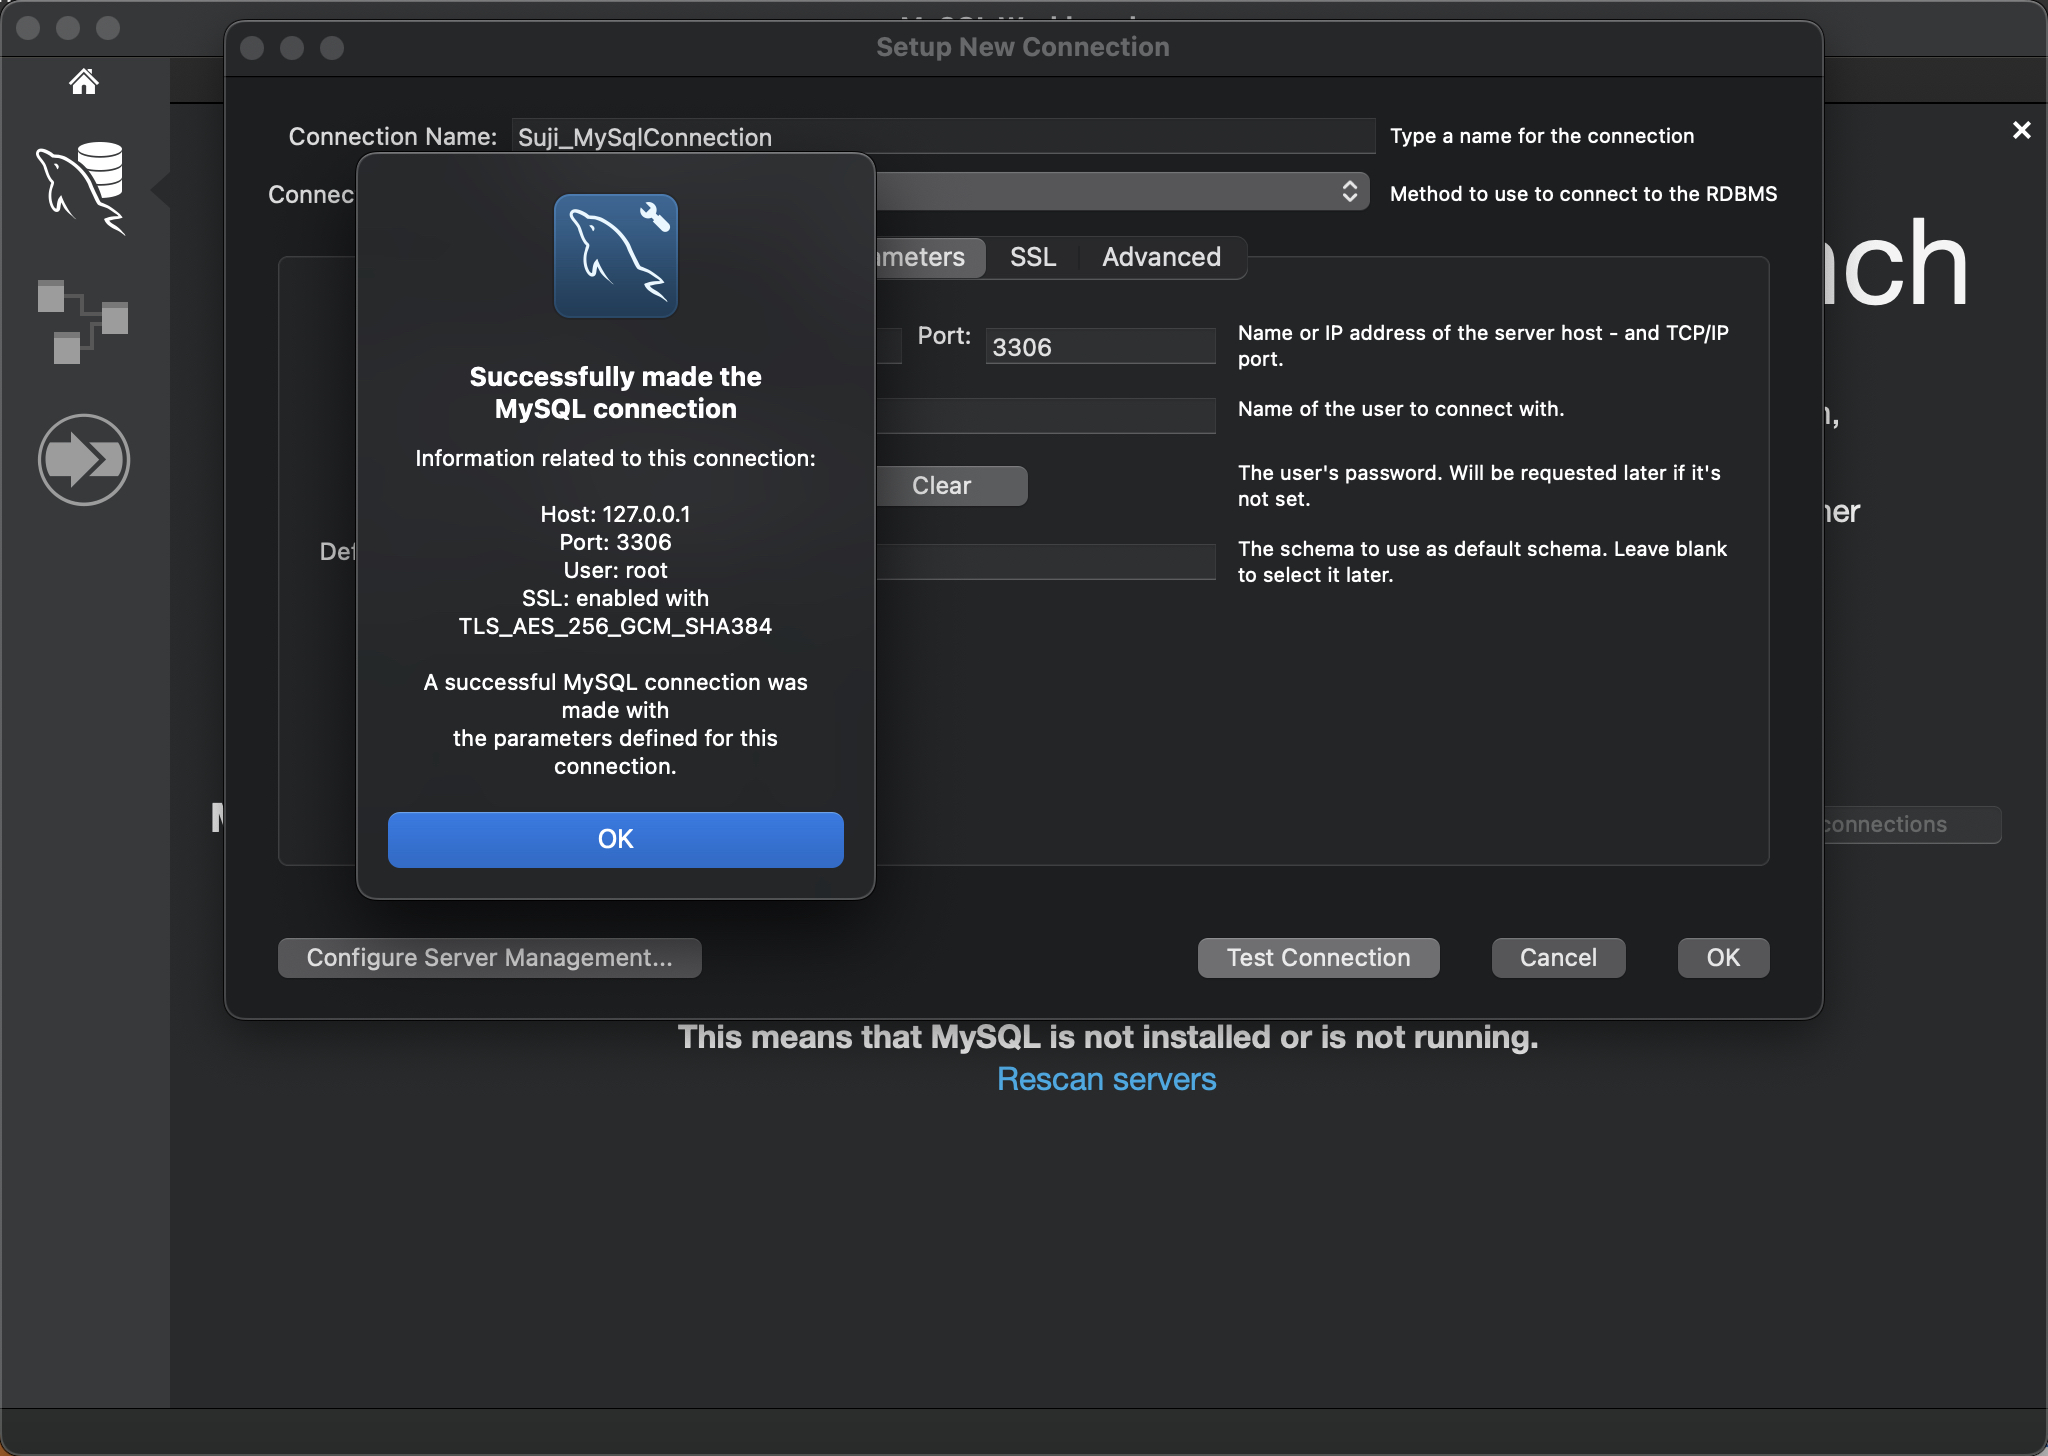 Setup New Connection
Connection Name: Suji_MySqlConnection Type a name for the connection
Method to use to connect to the RDBMS
SSL Advanced
Port: 3306 Name or IP address of the server host - and TCP/IP
port.
Name of the user to connect with.
Clear The user's password. Will be requested later if it's
not set.
The schema to use as default schema. Leave blank
to select it later.
Successfully made the
MySQL connection
Information related to this connection:
Host: 127.0.0.1
Port: 3306
User: root
SSL: enabled with
TLS_AES_256_GCM_SHA384
A successful MySQL connection was
made with
the parameters defined for this
connection.
OK
connections
Configure Server Management... Test Connection Cancel OK
This means that MySQL is not installed or is not running.
Rescan servers